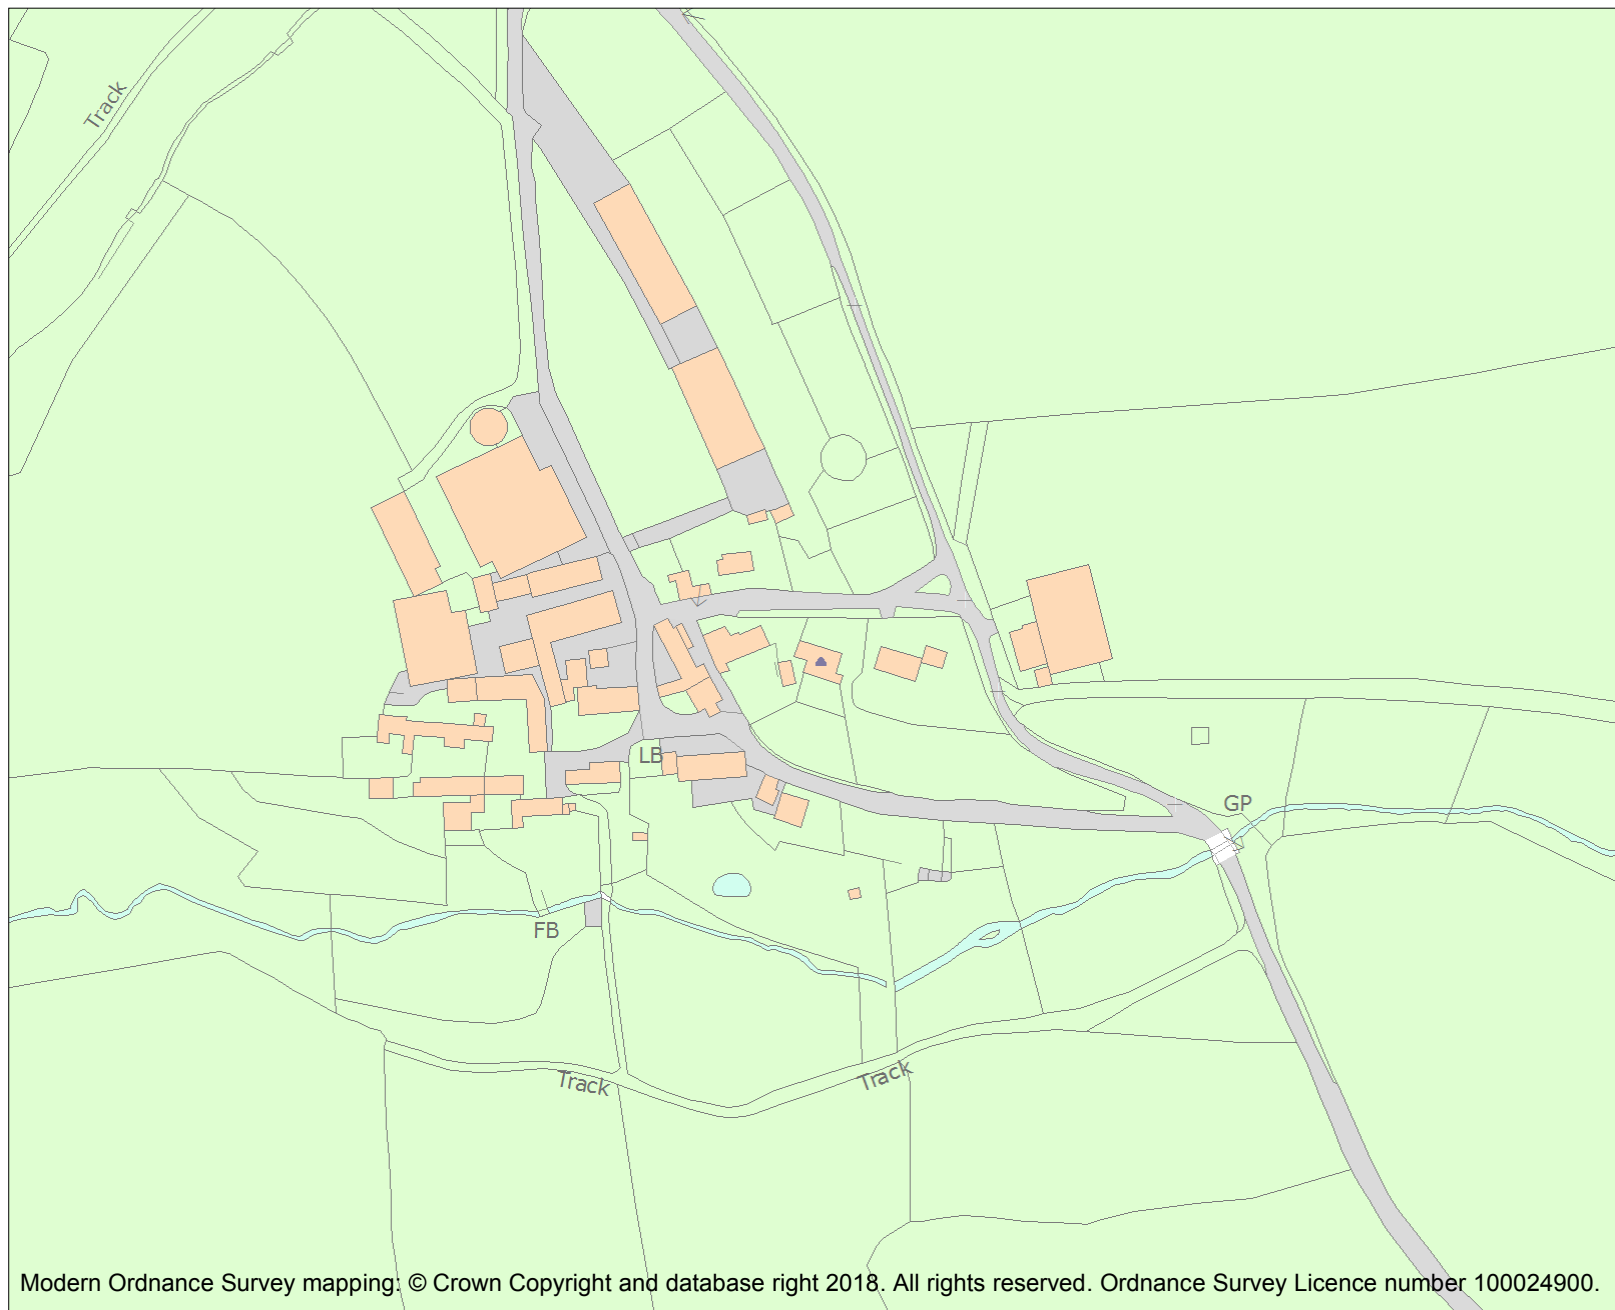 Track
LB
GP
FB
Track
Track
Modern Ordnance Survey mapping: © Crown Copyright and database right 2018. All rights reserved. Ordnance Survey Licence number 100024900.